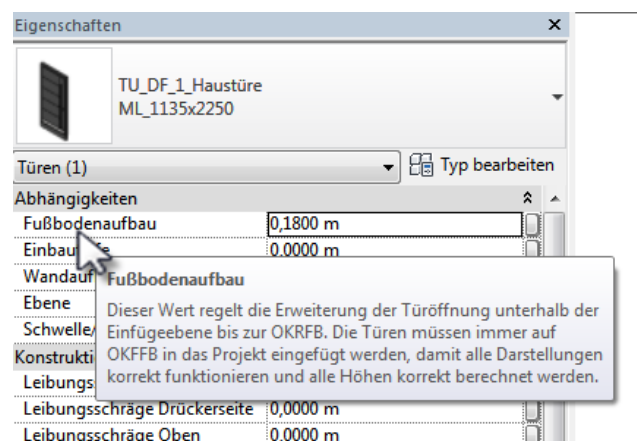 Eigenschaften
TU_DF_1_Haustüre
ML_1135x2250
Türen (1)
Typ bearbeiten
Abhängigkeiten
Fußbodenaufbau 0,1800 m
0,0000 m
Ebene
Fußbodenaufbau
Dieser Wert regelt die Erweiterung der Türöffnung unterhalb der
Einfügeebene bis zur OKRFB. Die Türen müssen immer auf
OKFFB in das Projekt eingefügt werden, damit alle Darstellungen
korrekt funktionieren und alle Höhen korrekt berechnet werden.
Leibungsschräge Drückerseite 0,0000 m
Leibungsschräge Oben 0,0000 m